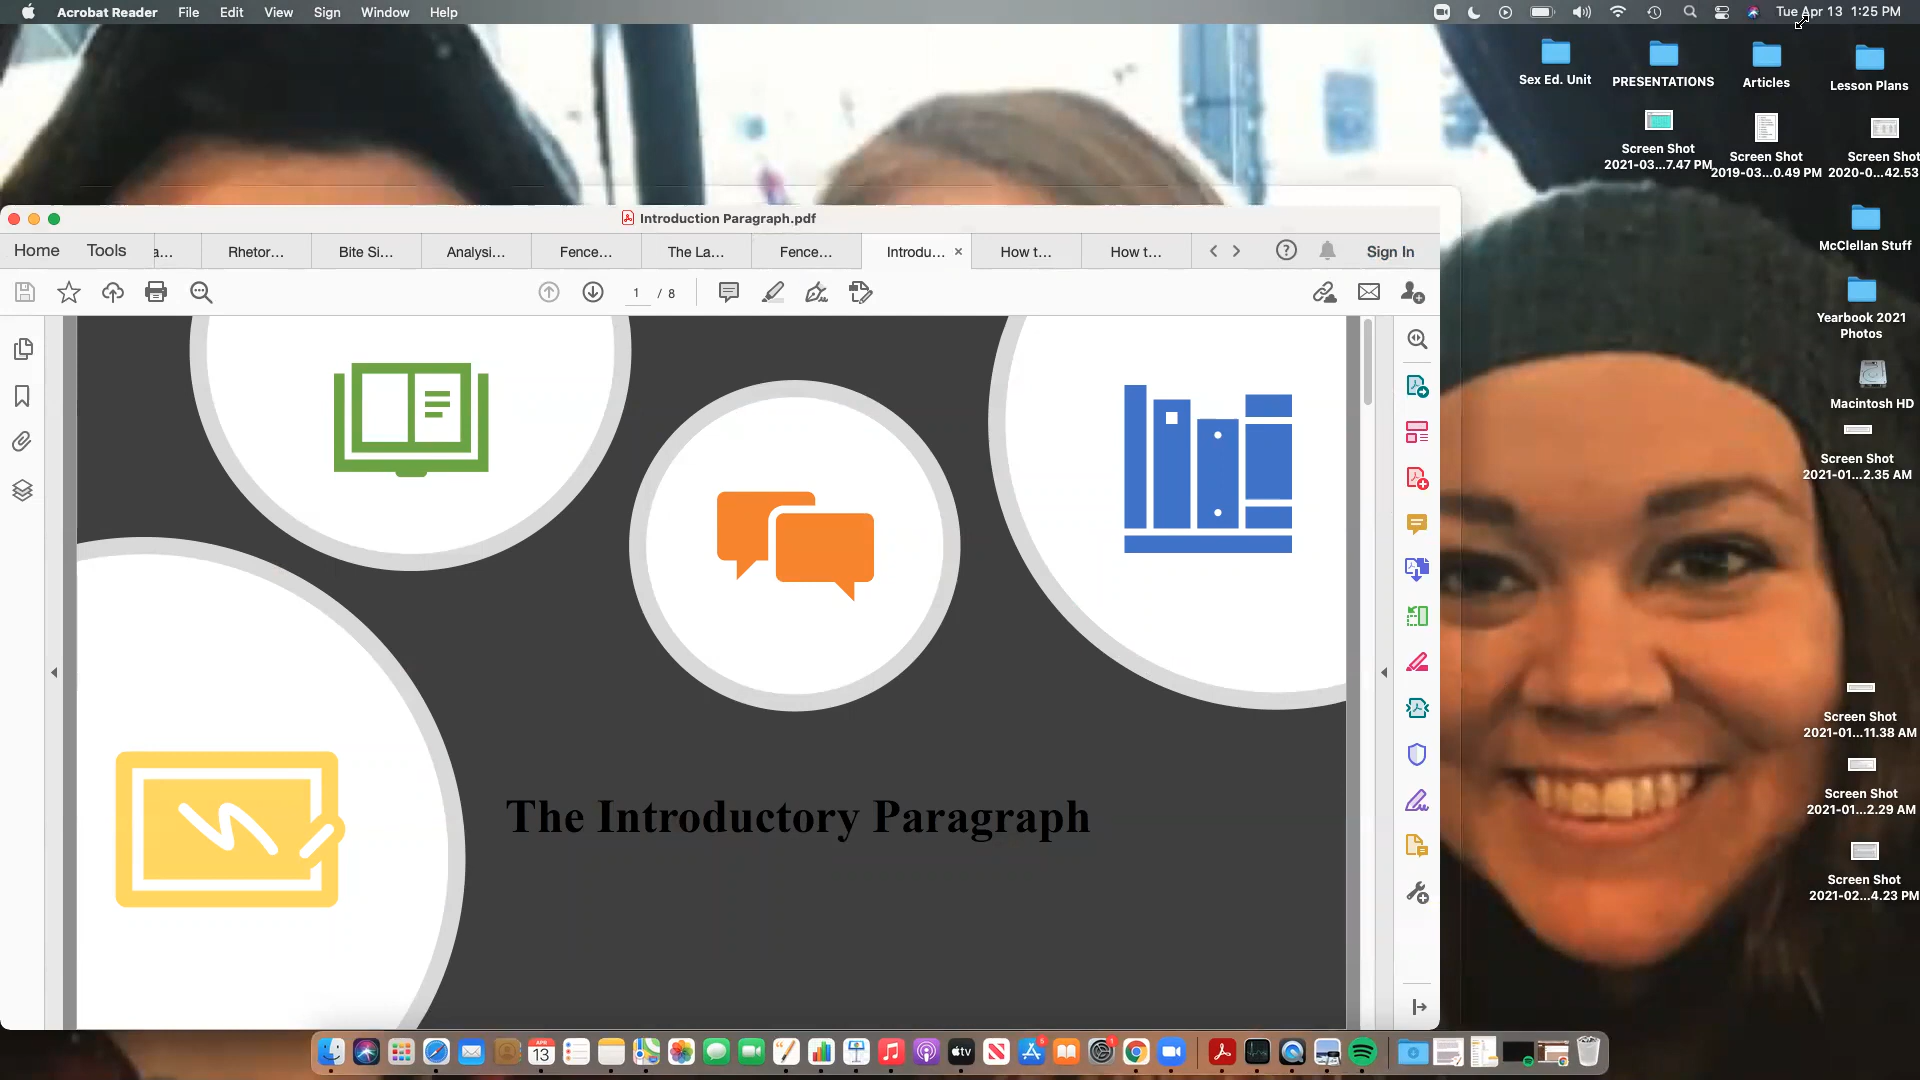 Acrobat Reader File Edit View Sign Window Help
Tue Apr 13 1:25 PM
Sex Ed. Unit
PRESENTATIONS
Articles
Lesson Plans
Screen Shot
2021-03...7.47 PM
Screen Shot
2019-03...0.49 PM
Screen Shot
2020-0...42.53
McClellan Stuff
Yearbook 2021
Photos
Macintosh HD
Screen Shot
2021-01...2.35 AM
Screen Shot
2021-01...11.38 AM
Screen Shot
2021-01...2.29 AM
Screen Shot
2021-02...4.23 PM
Introduction Paragraph.pdf
Home Tools a... Rhetor... Bite Si... Analysi... Fence... The La... Fence... Introdu... × How t... How t... Sign In
1 / 8
The Introductory Paragraph
APR
13
tv